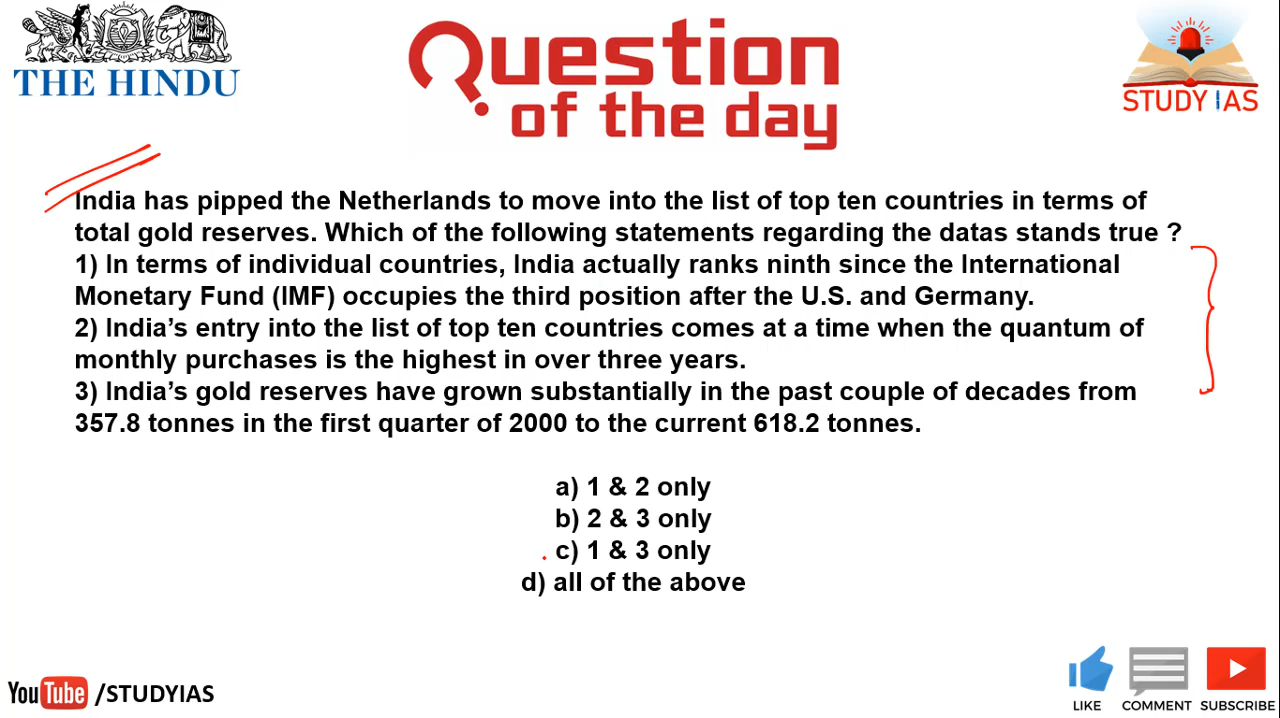 THE HINDU
Question
of the day
STUDY IAS
India has pipped the Netherlands to move into the list of top ten countries in terms of
total gold reserves. Which of the following statements regarding the datas stands true ?
1) In terms of individual countries, India actually ranks ninth since the International
Monetary Fund (IMF) occupies the third position after the U.S. and Germany.
2) India’s entry into the list of top ten countries comes at a time when the quantum of
monthly purchases is the highest in over three years.
3) India’s gold reserves have grown substantially in the past couple of decades from
357.8 tonnes in the first quarter of 2000 to the current 618.2 tonnes.
a) 1 & 2 only
b) 2 & 3 only
c) 1 & 3 only
d) all of the above
YouTube /STUDYIAS
LIKE COMMENT SUBSCRIBE